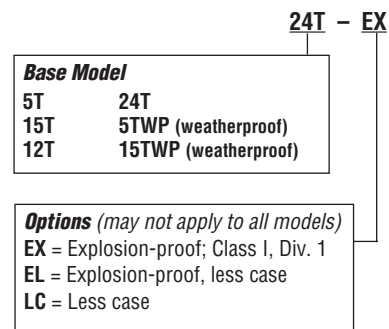 24T – EX
Base Model
5T 24T
15T 5TWP (weatherproof)
12T 15TWP (weatherproof)
Options (may not apply to all models)
EX = Explosion-proof; Class I, Div. 1
EL = Explosion-proof, less case
LC = Less case